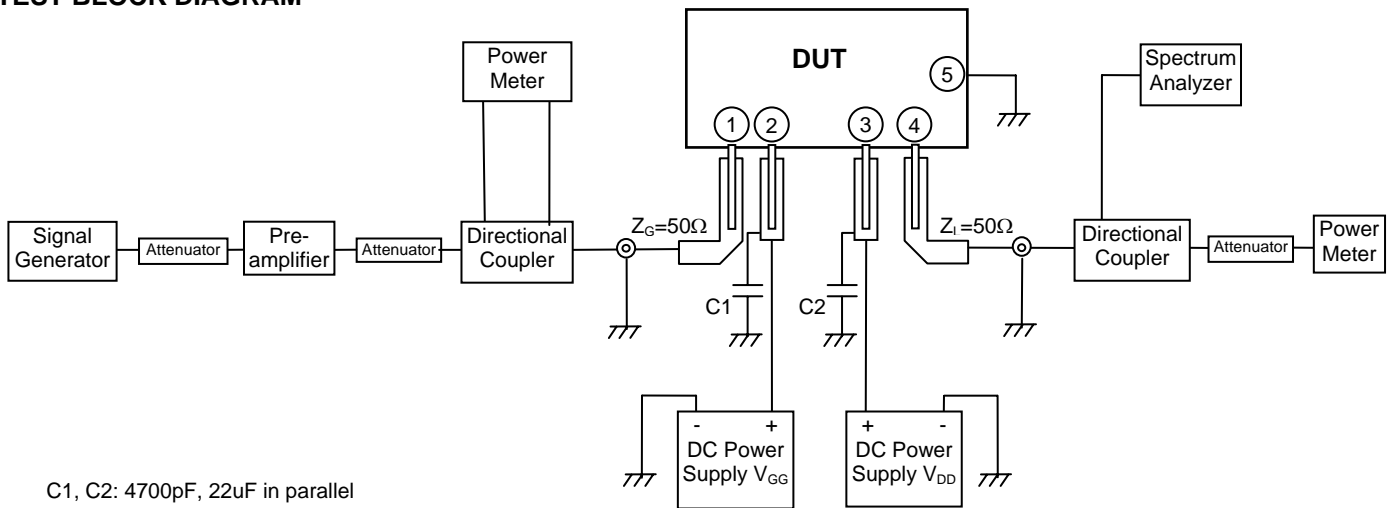 TEST BLOCK DIAGRAM
Power
Meter
DUT
5
Spectrum
Analyzer
1
2
3
4
Signal
Generator
Attenuator
Pre-
amplifier
Attenuator
Directional
Coupler
ZG=50Ω
ZL=50Ω
Directional
Coupler
Attenuator
Power
Meter
C1
C2
- +
DC Power
Supply VGG
+ -
DC Power
Supply VDD
C1, C2: 4700pF, 22uF in parallel